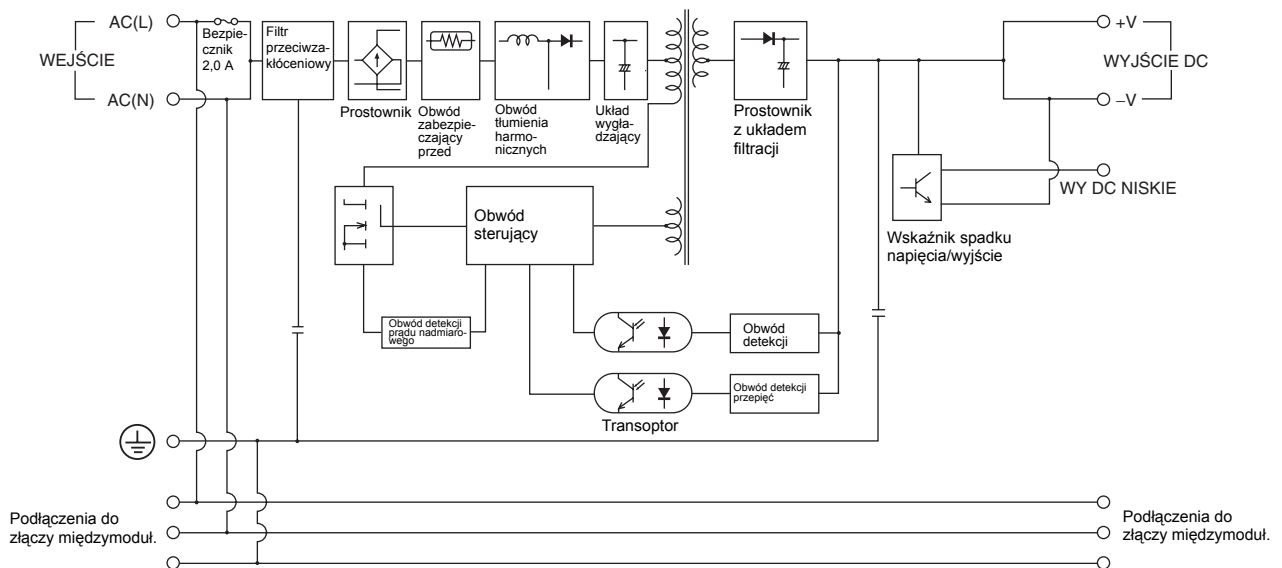 AC(L)
WEJŚCIE
AC(N)
Bezpie-
cznik
2,0 A
Filtr
przeciwza-
kłóceniowy
Prostownik
Obwód
zabezpie-
czający
przed
Obwód
tłumienia
harmo-
nicznych
Układ
wygła-
dzający
Prostownik
z układem
filtracji
+V
WYJŚCIE DC
–V
WY DC NISKIE
Wskaźnik spadku
napięcia/wyjście
Obwód
sterujący
Obwód detekcji
prądu nadmiaro-
wego
Obwód
detekcji
Obwód detekcji
przepięć
Transoptor
Podłączenia do
złączy międzymoduł.
Podłączenia do
złączy międzymoduł.